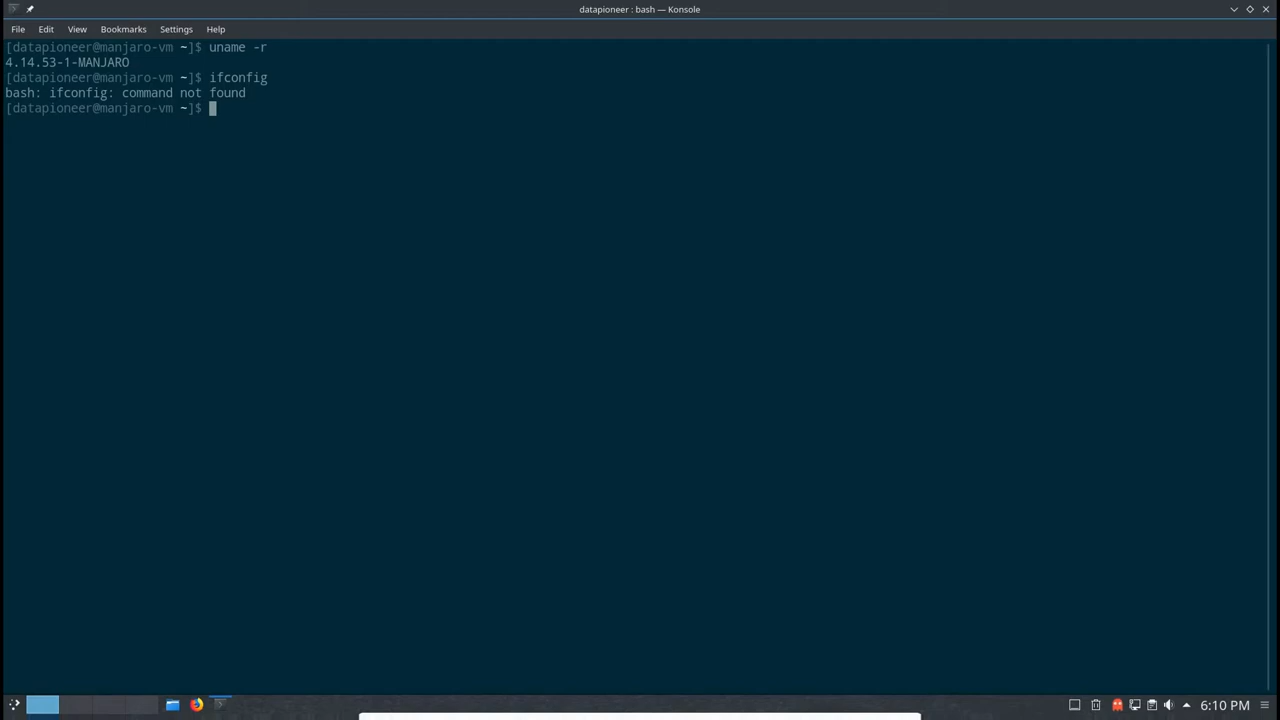 datapioneer : bash — Konsole
File Edit View Bookmarks Settings Help
[datapioneer@manjaro-vm ~]$ uname -r
4.14.53-1-MANJARO
[datapioneer@manjaro-vm ~]$ ifconfig
bash: ifconfig: command not found
[datapioneer@manjaro-vm ~]$
6:10 PM